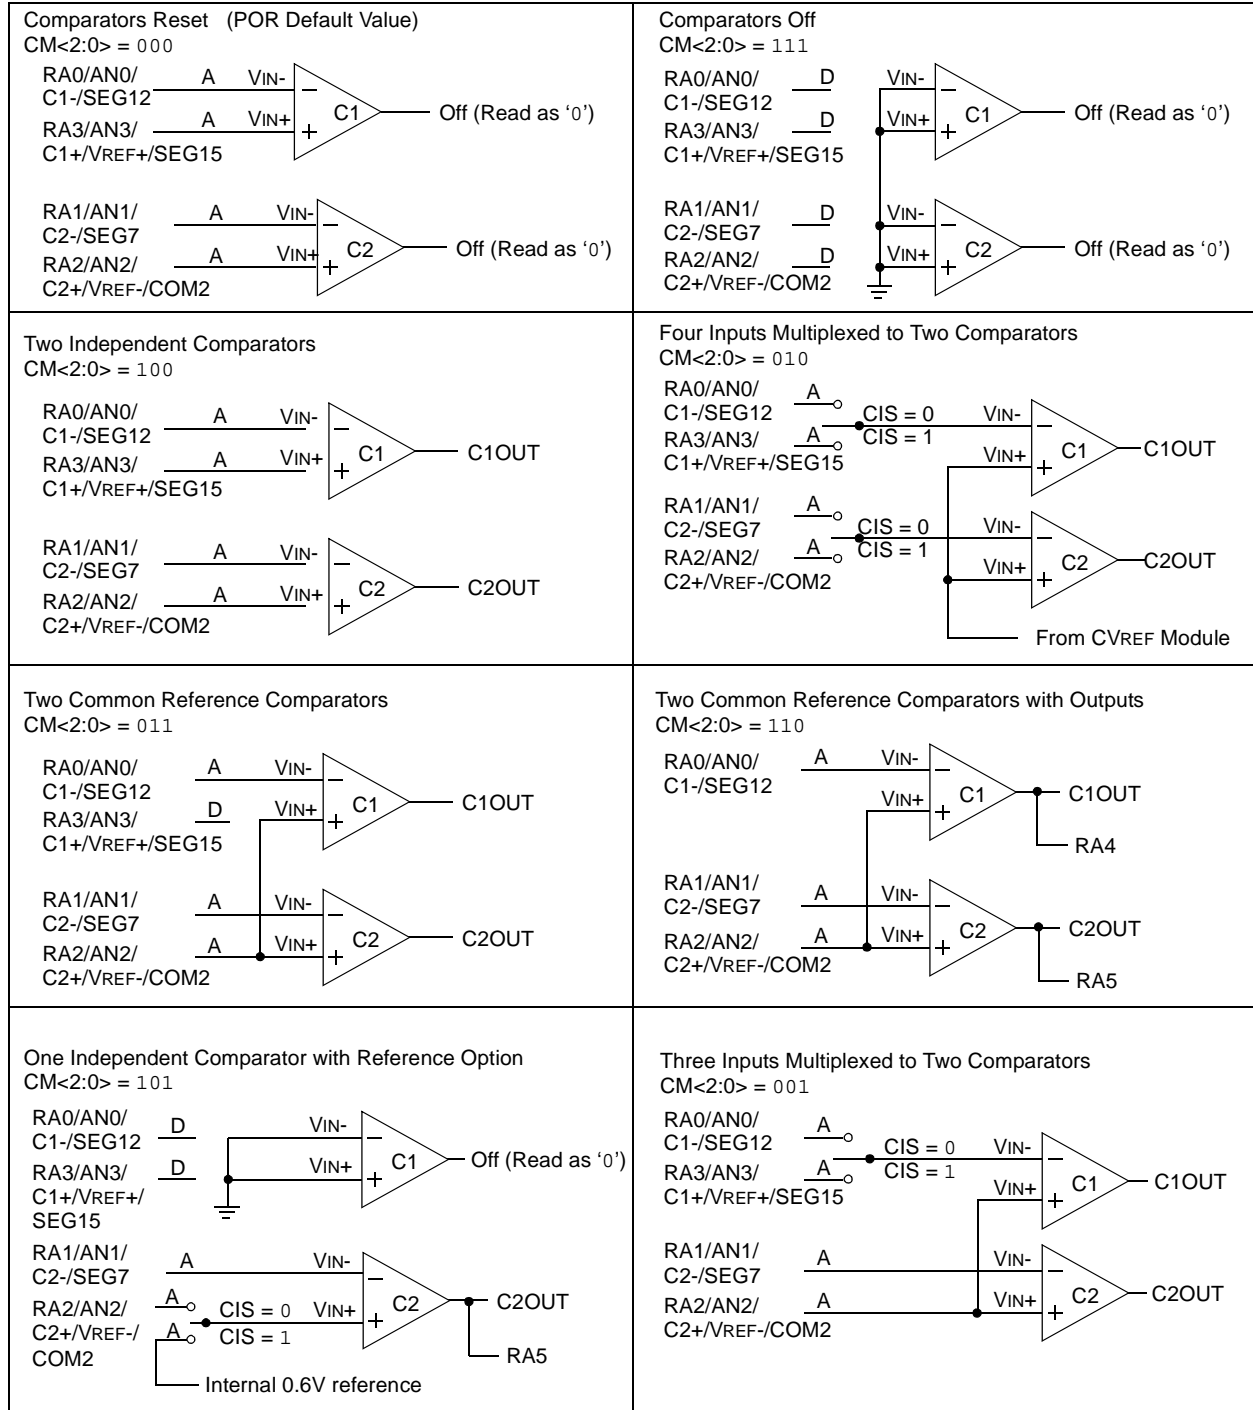 Comparators Reset (POR Default Value)
CM<2:0> = 000
RA0/AN0/
C1-/SEG12
A VIN-
RA3/AN3/
C1+/VREF+/SEG15
A VIN+
C1
Off (Read as ‘0’)
RA1/AN1/
C2-/SEG7
A VIN-
RA2/AN2/
C2+/VREF-/COM2
A VIN+
C2
Off (Read as ‘0’)
Comparators Off
CM<2:0> = 111
RA0/AN0/
C1-/SEG12
D VIN-
RA3/AN3/
C1+/VREF+/SEG15
D VIN+
C1
Off (Read as ‘0’)
RA1/AN1/
C2-/SEG7
D VIN-
RA2/AN2/
C2+/VREF-/COM2
D VIN+
C2
Off (Read as ‘0’)
Two Independent Comparators
CM<2:0> = 100
RA0/AN0/
C1-/SEG12
A VIN-
RA3/AN3/
C1+/VREF+/SEG15
A VIN+
C1
C1OUT
RA1/AN1/
C2-/SEG7
A VIN-
RA2/AN2/
C2+/VREF-/COM2
A VIN+
C2
C2OUT
Four Inputs Multiplexed to Two Comparators
CM<2:0> = 010
RA0/AN0/
C1-/SEG12
A
CIS = 0 VIN-
RA3/AN3/
C1+/VREF+/SEG15
A CIS = 1
VIN+
C1
C1OUT
RA1/AN1/
C2-/SEG7
A
CIS = 0 VIN-
RA2/AN2/
C2+/VREF-/COM2
A CIS = 1
VIN+
C2
C2OUT
From CVREF Module
Two Common Reference Comparators
CM<2:0> = 011
RA0/AN0/
C1-/SEG12
A VIN-
RA3/AN3/
C1+/VREF+/SEG15
D VIN+
C1
C1OUT
RA1/AN1/
C2-/SEG7
A VIN-
RA2/AN2/
C2+/VREF-/COM2
A VIN+
C2
C2OUT
Two Common Reference Comparators with Outputs
CM<2:0> = 110
RA0/AN0/
C1-/SEG12
A VIN-
VIN+
C1
C1OUT
RA4
RA1/AN1/
C2-/SEG7
A VIN-
RA2/AN2/
C2+/VREF-/COM2
A VIN+
C2
C2OUT
RA5
One Independent Comparator with Reference Option
CM<2:0> = 101
RA0/AN0/
C1-/SEG12
D VIN-
RA3/AN3/
C1+/VREF+/
SEG15
D VIN+
C1
Off (Read as ‘0’)
RA1/AN1/
C2-/SEG7
A VIN-
RA2/AN2/
C2+/VREF-/
COM2
A
CIS = 0 VIN+
A CIS = 1
C2
C2OUT
RA5
Internal 0.6V reference
Three Inputs Multiplexed to Two Comparators
CM<2:0> = 001
RA0/AN0/
C1-/SEG12
A
CIS = 0 VIN-
RA3/AN3/
C1+/VREF+/SEG15
A CIS = 1
VIN+
C1
C1OUT
RA1/AN1/
C2-/SEG7
A VIN-
RA2/AN2/
C2+/VREF-/COM2
A VIN+
C2
C2OUT